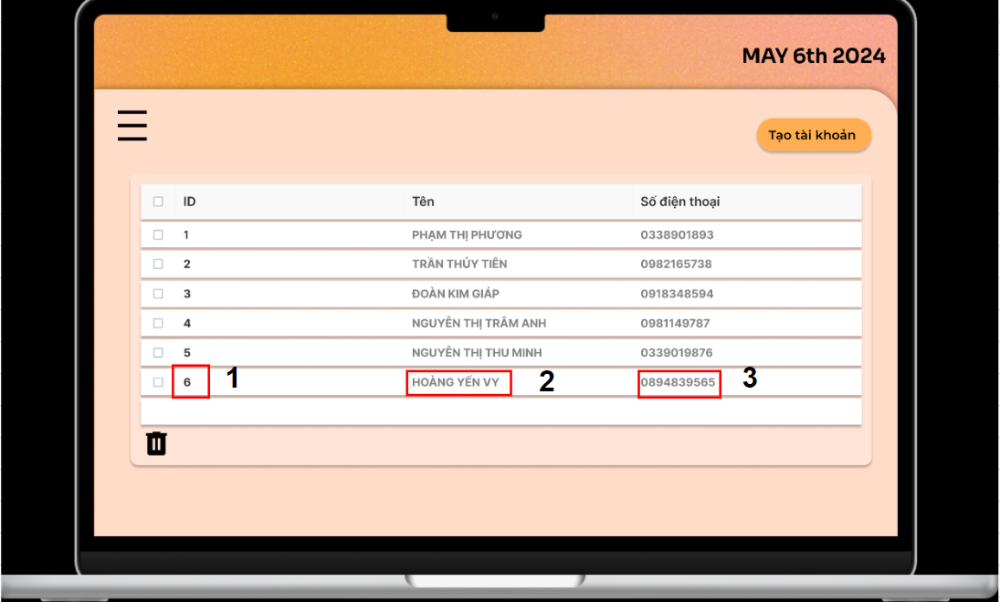 MAY 6th 2024
Tạo tài khoản
ID Tên Số điện thoại
1 PHẠM THỊ PHƯƠNG 0338901893
2 TRẦN THỦY TIÊN 0982165738
3 ĐOÀN KIM GIÁP 0918348594
4 NGUYỄN THỊ TRÂM ANH 0981149787
5 NGUYỄN THỊ THU MINH 0339019876
6 1 HOÀNG YẾN VY 2 0894839565 3